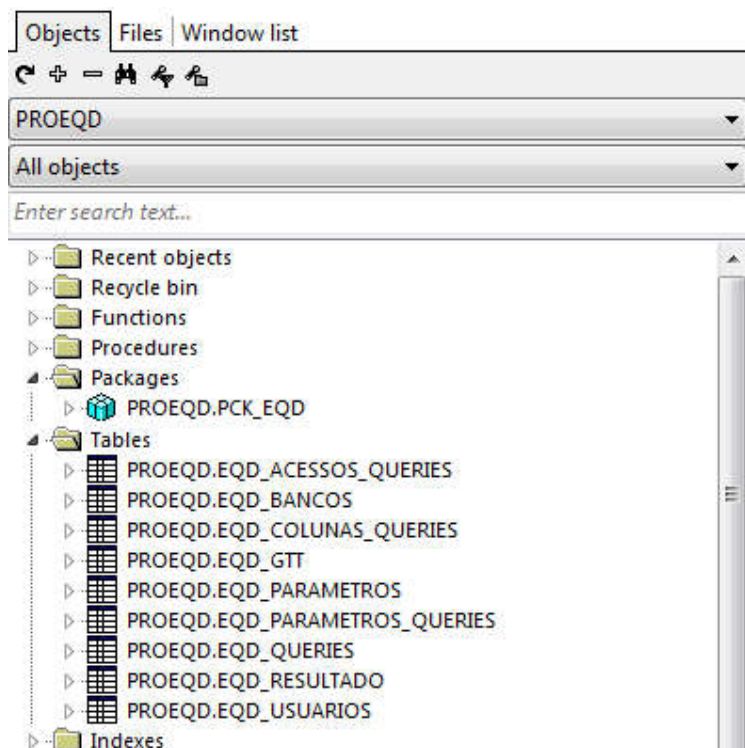 Objects Files Window list
PROEQD
All objects
Enter search text...
Recent objects
Recycle bin
Functions
Procedures
Packages
PROEQD.PCK_EQD
Tables
PROEQD.EQD_ACESSOS_QUERIES
PROEQD.EQD_BANCOS
PROEQD.EQD_COLUNAS_QUERIES
PROEQD.EQD_GTT
PROEQD.EQD_PARAMETROS
PROEQD.EQD_PARAMETROS_QUERIES
PROEQD.EQD_QUERIES
PROEQD.EQD_RESULTADO
PROEQD.EQD_USUARIOS
Indexes